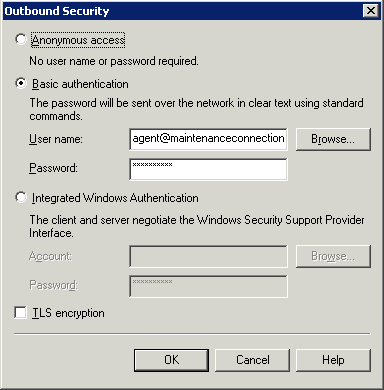 Outbound Security
Anonymous access
No user name or password required.
Basic authentication
The password will be sent over the network in clear text using standard
commands.
User name: agent@maintenanceconnection Browse...
Password: **********
Integrated Windows Authentication
The client and server negotiate the Windows Security Support Provider
Interface.
Account: Browse...
Password: **********
TLS encryption
OK Cancel Help